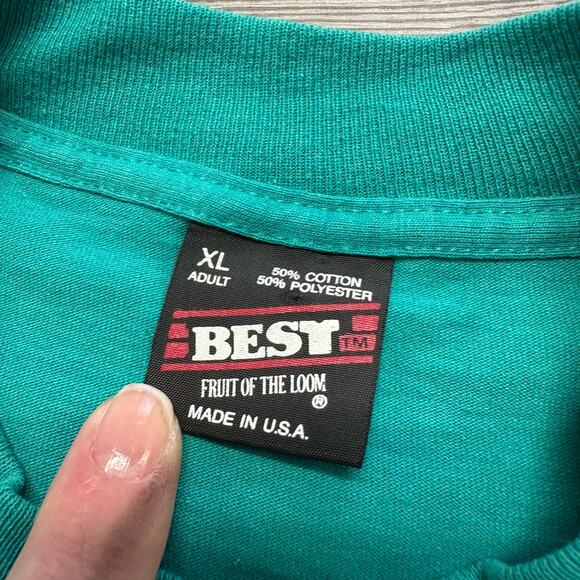 XL
ADULT
50% COTTON
50% POLYESTER
BEST TM
FRUIT OF THE LOOM
®
MADE IN U.S.A.